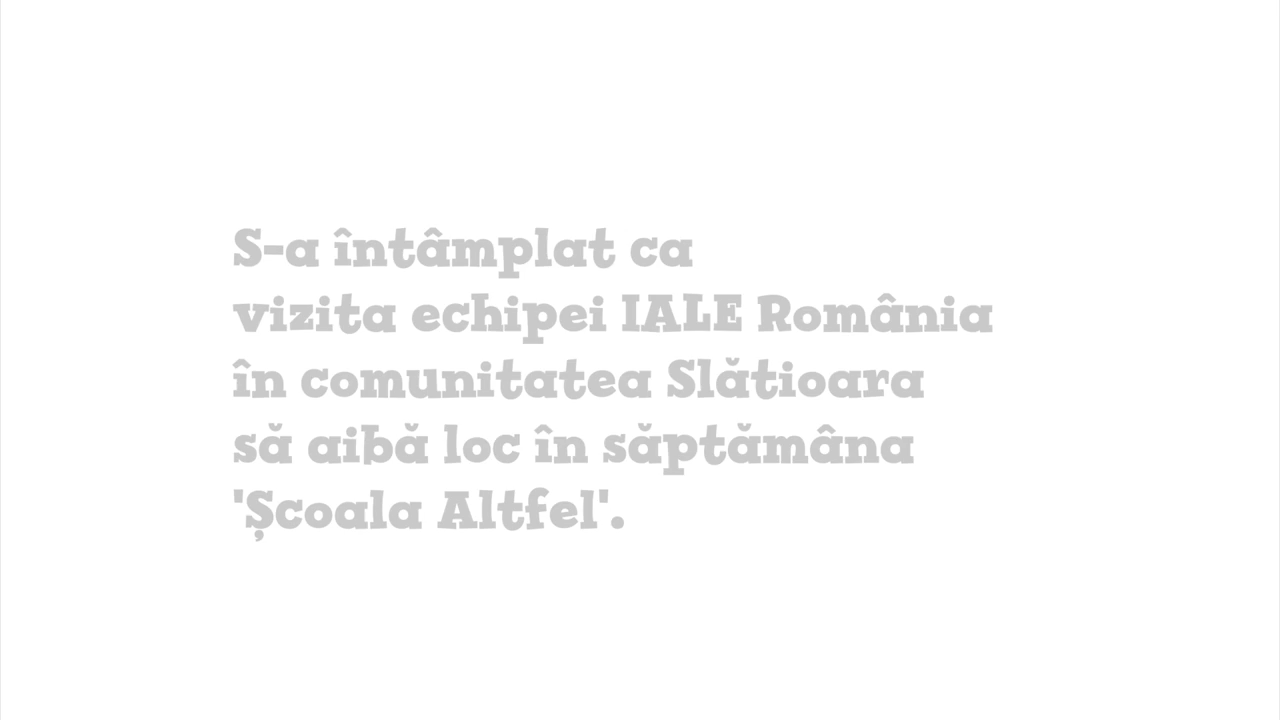 S-a întâmplat ca
vizita echipei IALE România
în comunitatea Slătioara
să aibă loc în săptămâna
'Școala Altfel'.